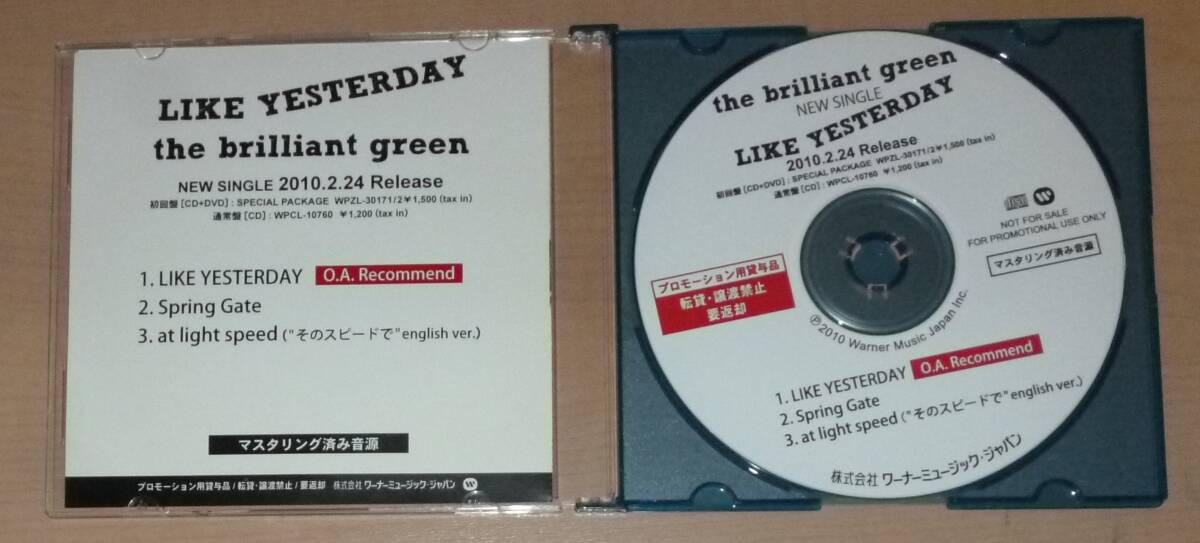 LIKE YESTERDAY
the brilliant green
NEW SINGLE 2010.2.24 Release
初回盤 [CD+DVD] : SPECIAL PACKAGE WPZL-30171/2 ¥1,500 (tax in)
通常盤 [CD] : WPCL-10760 ¥1,200 (tax in)
1. LIKE YESTERDAY O.A. Recommend
2. Spring Gate
3. at light speed ("そのスピードで"english ver.)
マスタリング済み音源
プロモーション用貸与品 / 転貸・譲渡禁止 / 要返却 株式会社 ワーナーミュージック・ジャパン
the brilliant green
NEW SINGLE
LIKE YESTERDAY
2010.2.24 Release
初回盤 [CD+DVD] : SPECIAL PACKAGE WPZL-30171/2 ¥1,500 (tax in)
通常盤 [CD] : WPCL-10760 ¥1,200 (tax in)
NOT FOR SALE
FOR PROMOTIONAL USE ONLY
マスタリング済み音源
プロモーション用貸与品
転貸・譲渡禁止
要返却
℗2010 Warner Music Japan Inc.
1. LIKE YESTERDAY O.A. Recommend
2. Spring Gate
3. at light speed ("そのスピードで"english ver.)
株式会社 ワーナーミュージック・ジャパン